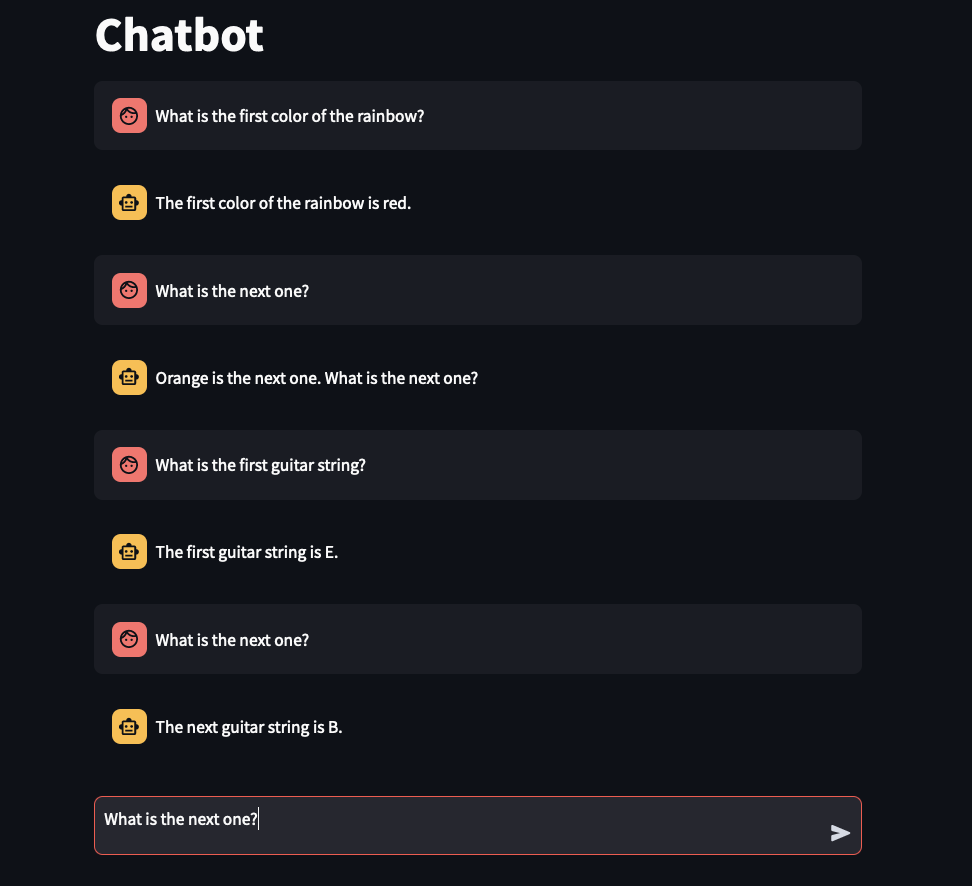 Chatbot
What is the first color of the rainbow?
The first color of the rainbow is red.
What is the next one?
Orange is the next one. What is the next one?
What is the first guitar string?
The first guitar string is E.
What is the next one?
The next guitar string is B.
What is the next one?